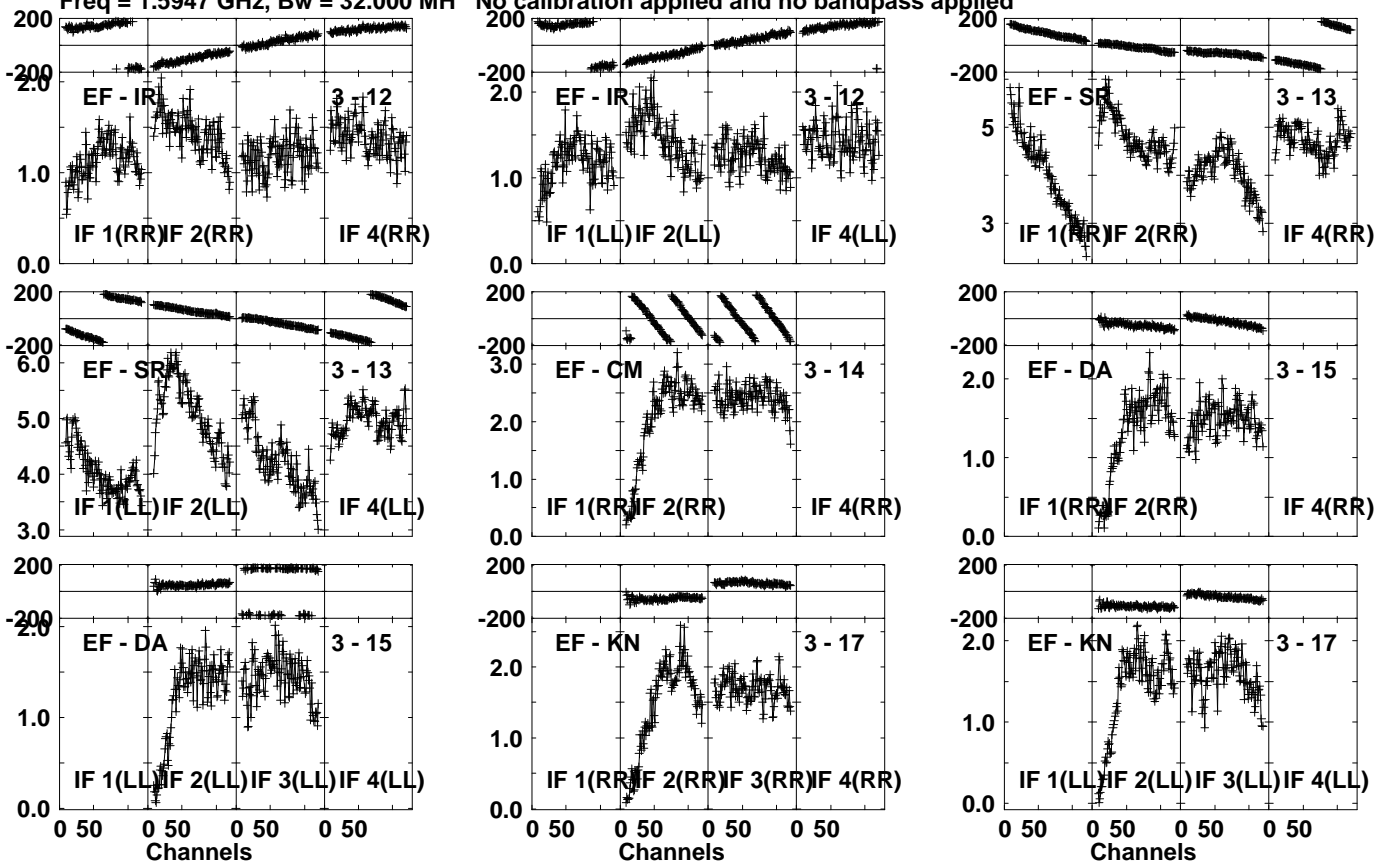 Freq = 1.5947 GHz, Bw = 32.000 MH No calibration applied and no bandpass applied
200
-200
2.0
1.0
0.0
EF - IR
3 - 12
IF 1(RR)
IF 2(RR)
IF 4(RR)
200
-200
2.0
1.0
0.0
EF - IR
3 - 12
IF 1(LL)
IF 2(LL)
IF 4(LL)
200
-200
5
3
EF - SR
3 - 13
IF 1(RR)
IF 2(RR)
IF 4(RR)
200
-200
6.0
5.0
4.0
3.0
EF - SR
3 - 13
IF 1(LL)
IF 2(LL)
IF 4(LL)
200
-200
3.0
2.0
1.0
0.0
EF - CM
3 - 14
IF 1(RR)
IF 2(RR)
IF 4(RR)
200
-200
2.0
1.0
0.0
EF - DA
3 - 15
IF 1(RR)
IF 2(RR)
IF 4(RR)
200
-200
2.0
1.0
0.0
EF - DA
3 - 15
IF 1(LL)
IF 2(LL)
IF 3(LL)
IF 4(LL)
0 50 0 50 0 50 0 50
Channels
200
-200
2.0
1.0
0.0
EF - KN
3 - 17
IF 1(RR)
IF 2(RR)
IF 3(RR)
IF 4(RR)
0 50 0 50 0 50 0 50
Channels
200
-200
2.0
1.0
0.0
EF - KN
3 - 17
IF 1(LL)
IF 2(LL)
IF 3(LL)
IF 4(LL)
0 50 0 50 0 50 0 50
Channels